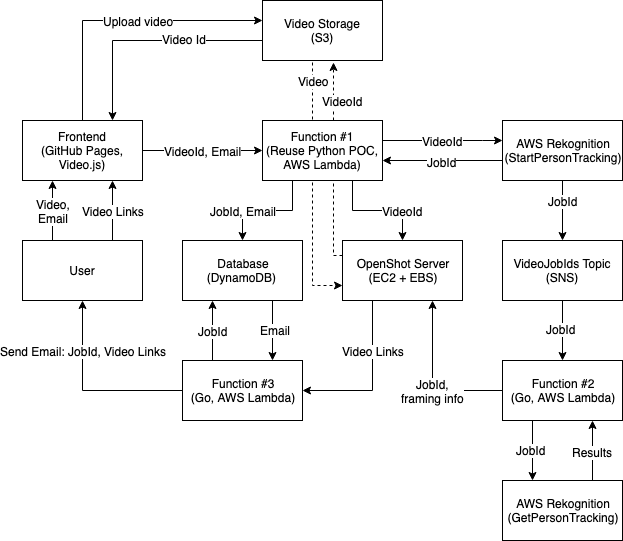 Upload video
Video Storage
(S3)
Video Id
Video
VideoId
Frontend
(GitHub Pages,
Video.js)
VideoId, Email
Function #1
(Reuse Python POC,
AWS Lambda)
VideoId
JobId
AWS Rekognition
(StartPersonTracking)
Video,
Email
Video Links
JobId, Email
VideoId
JobId
User
Database
(DynamoDB)
OpenShot Server
(EC2 + EBS)
VideoJobIds Topic
(SNS)
JobId
Email
JobId
Send Email: JobId, Video Links
Video Links
Function #3
(Go, AWS Lambda)
JobId,
framing info
Function #2
(Go, AWS Lambda)
JobId
Results
AWS Rekognition
(GetPersonTracking)